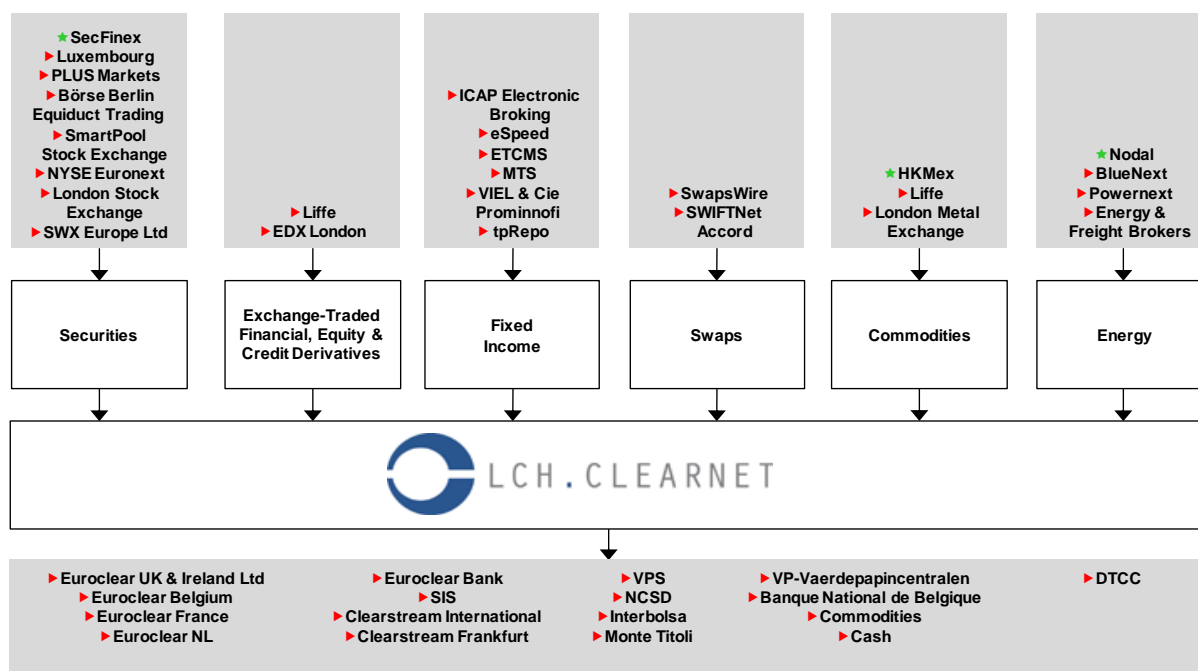 SecFinex
Luxembourg
PLUS Markets
Börse Berlin
Equiduct Trading
SmartPool
Stock Exchange
NYSE Euronext
London Stock
Exchange
SWX Europe Ltd
Liffe
EDX London
ICAP Electronic
Broking
eSpeed
ETCMS
MTS
VIEL & Cie
Prominnofi
tpRepo
SwapsWire
SWIFTNet
Accord
HKMex
Liffe
London Metal
Exchange
Nodal
BlueNext
Powernext
Energy &
Freight Brokers
Securities
Exchange-Traded
Financial, Equity &
Credit Derivatives
Fixed
Income
Swaps
Commodities
Energy
LCH.CLEARNET
Euroclear UK & Ireland Ltd
Euroclear Belgium
Euroclear France
Euroclear NL
Euroclear Bank
SIS
Clearstream International
Clearstream Frankfurt
VPS
NCSD
Interbolsa
Monte Titoli
VP-Vaerdepapincentralen
Banque National de Belgique
Commodities
Cash
DTCC